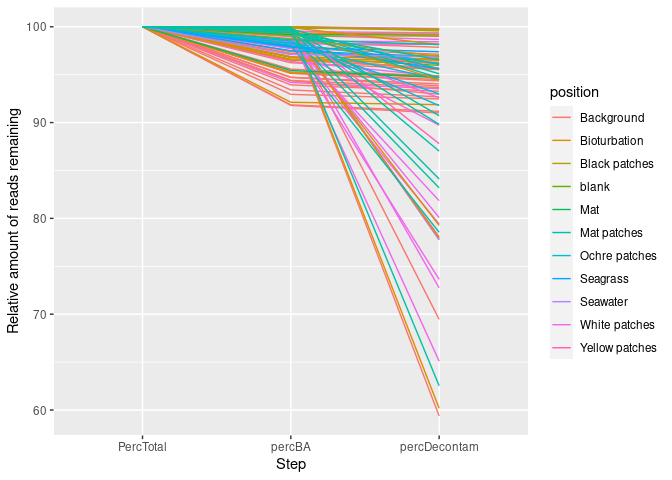 100
90
80
70
60
Relative amount of reads remaining
PercTotal
percBA
percDecontam
Step
position
Background
Bioturbation
Black patches
blank
Mat
Mat patches
Ochre patches
Seagrass
Seawater
White patches
Yellow patches